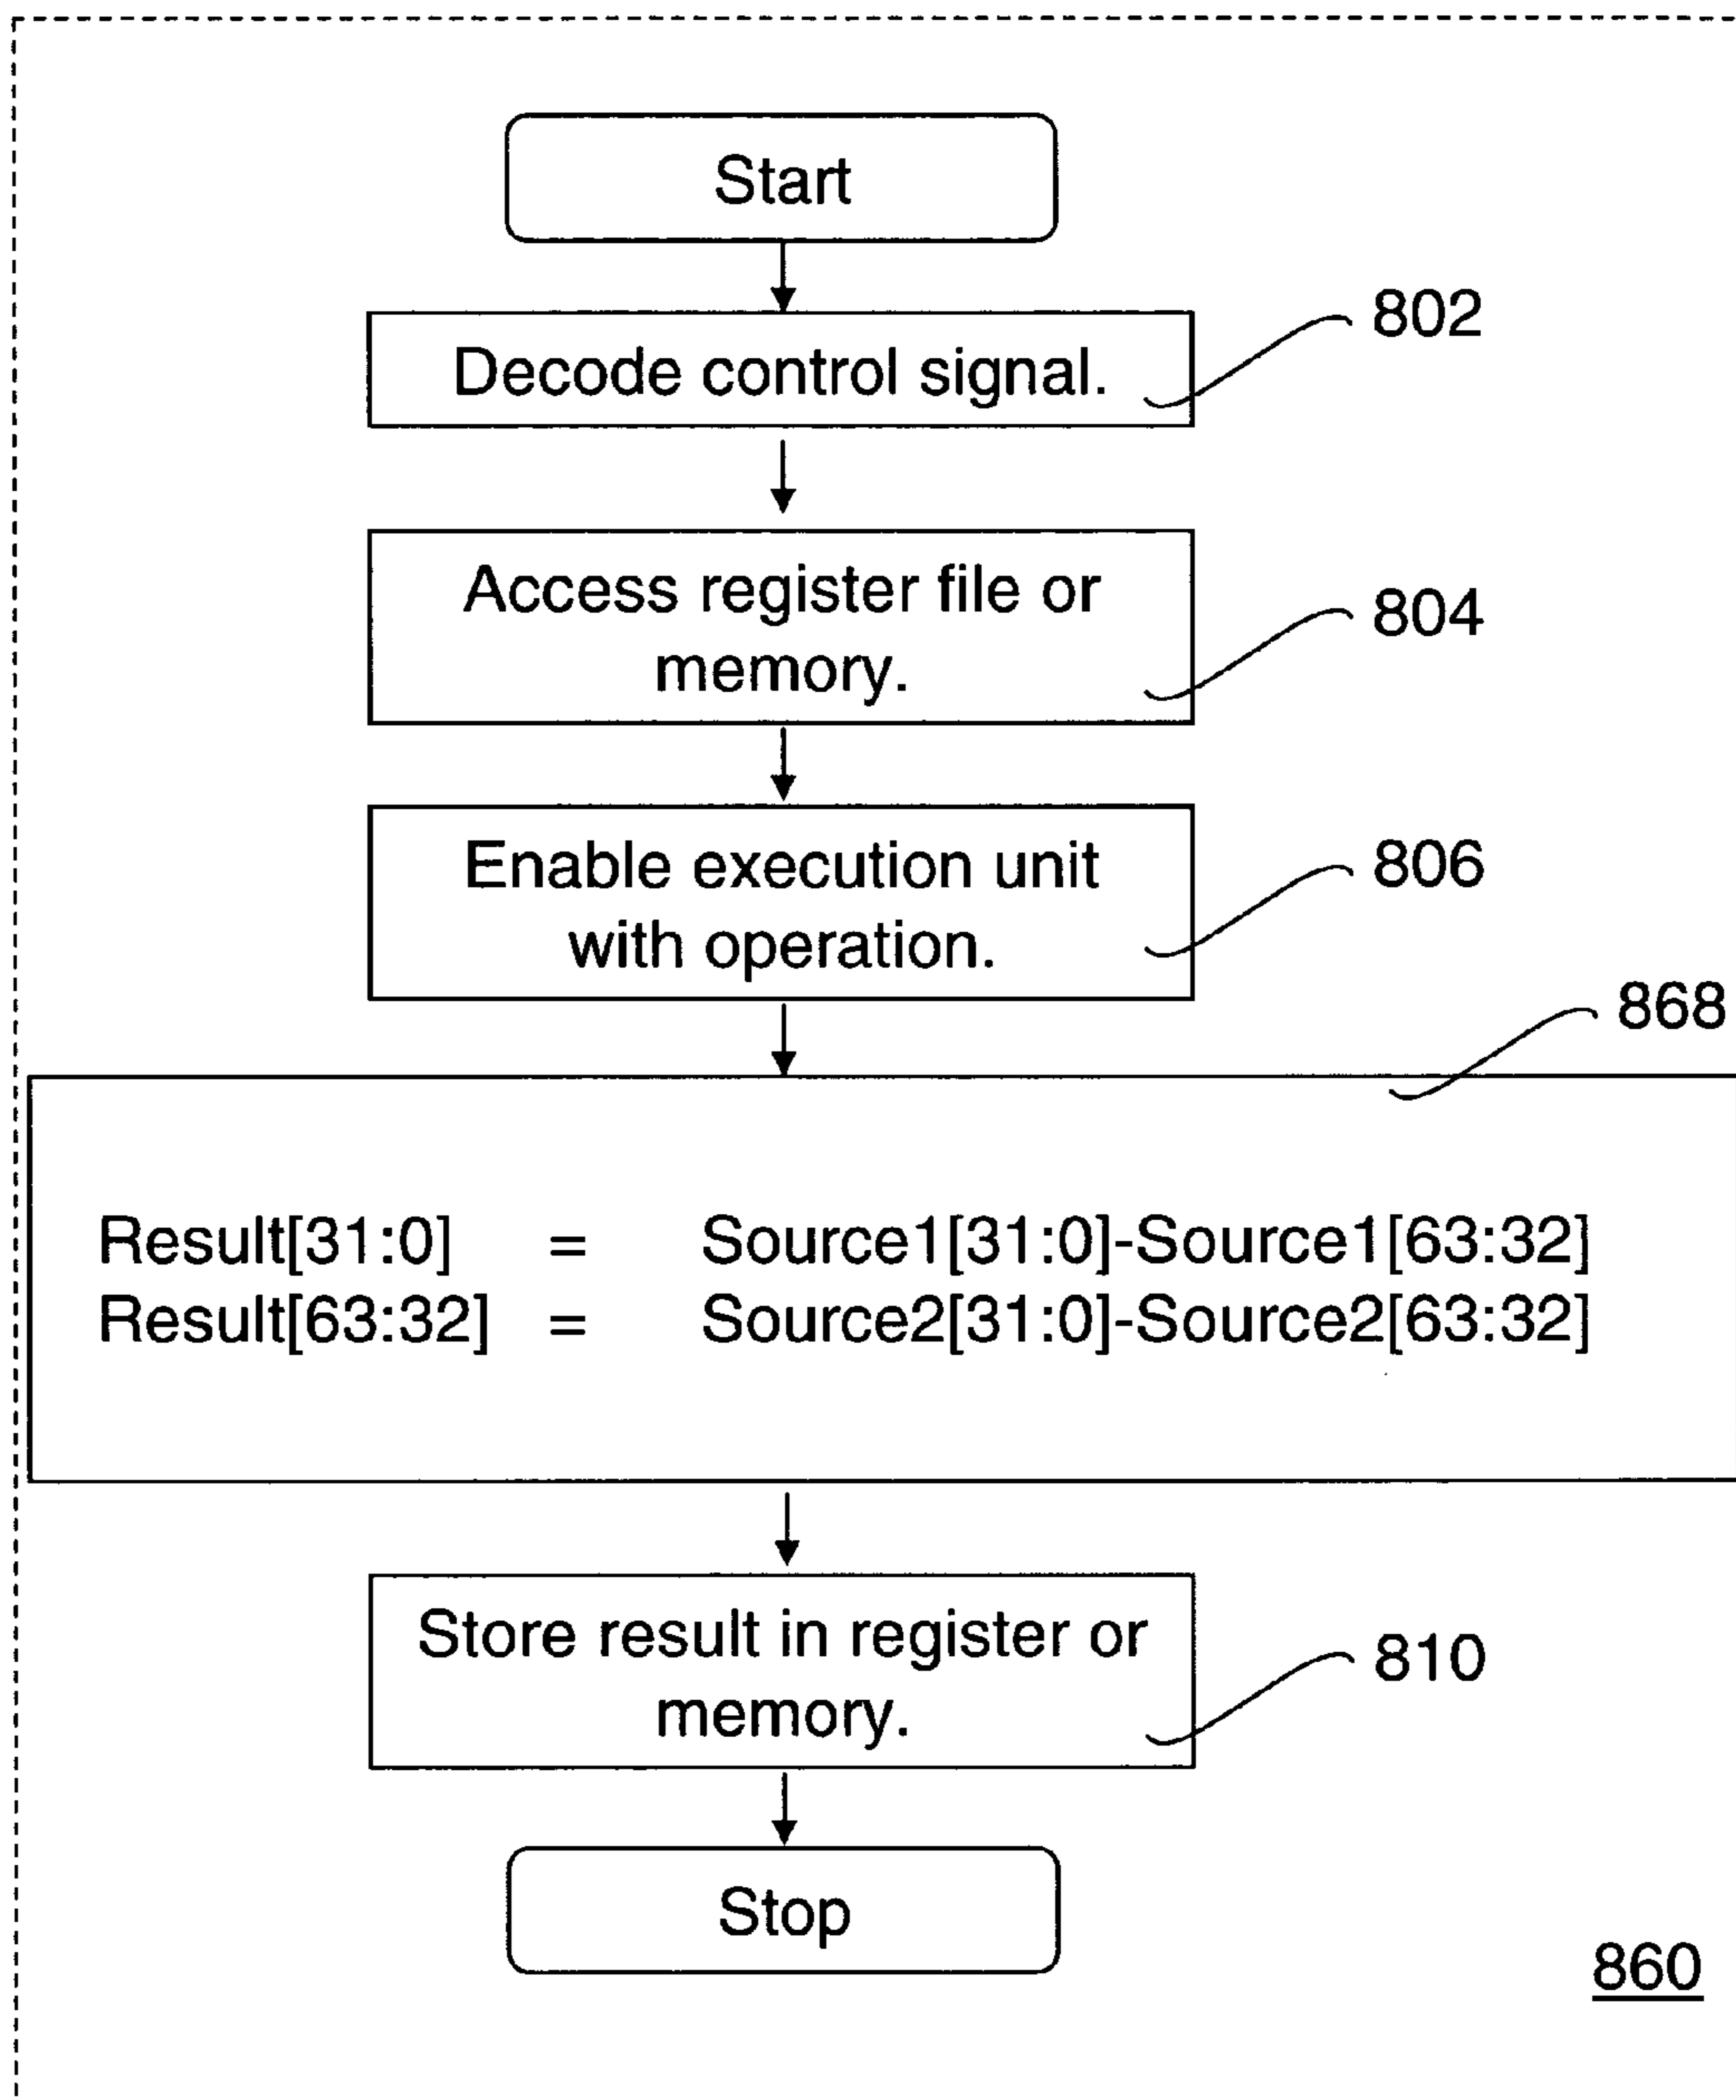 Start
802
Decode control signal.
Access register file or
memory.
804
Enable execution unit
with operation.
806
868
Result[31:0] = Source1[31:0]-Source1[63:32]
Result[63:32] = Source2[31:0]-Source2[63:32]
Store result in register or
memory.
810
Stop
860